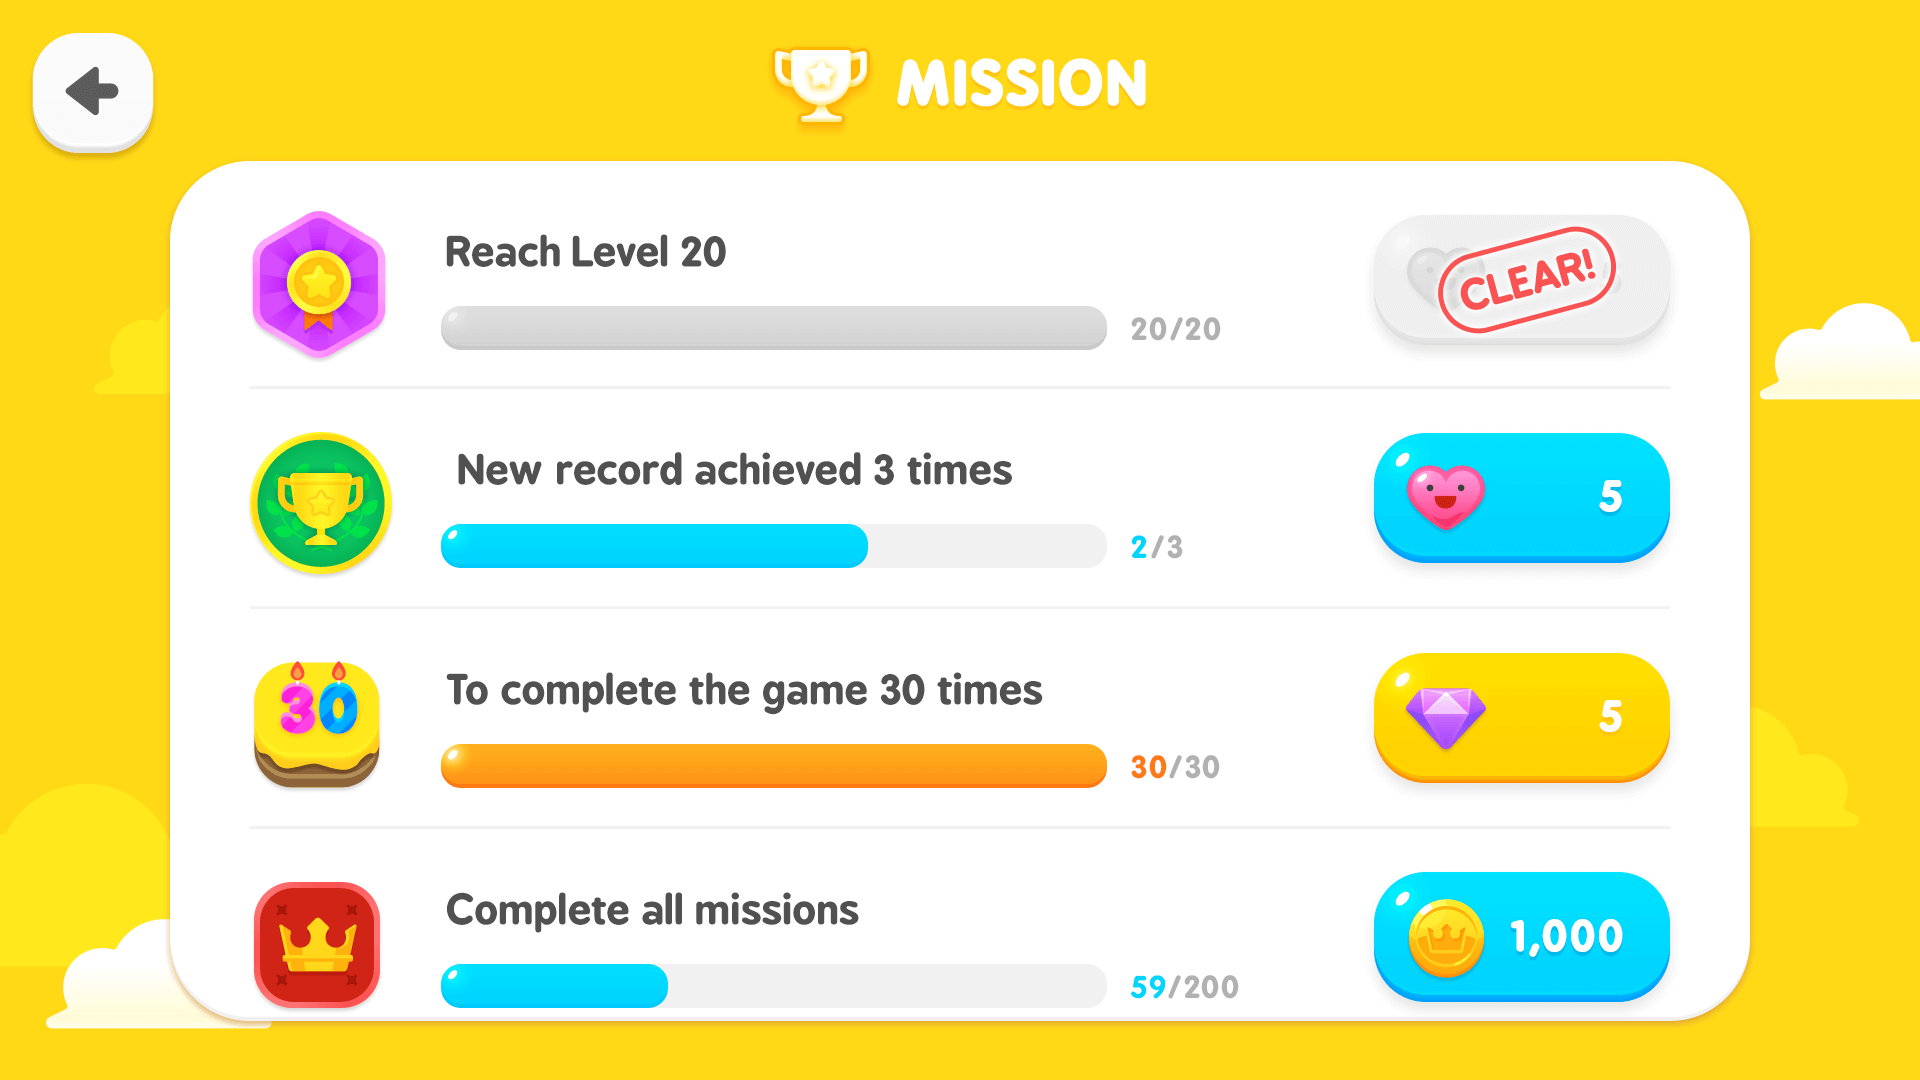 MISSION
Reach Level 20
20/20
CLEAR!
New record achieved 3 times
2/3
5
30
To complete the game 30 times
30/30
5
Complete all missions
59/200
1,000